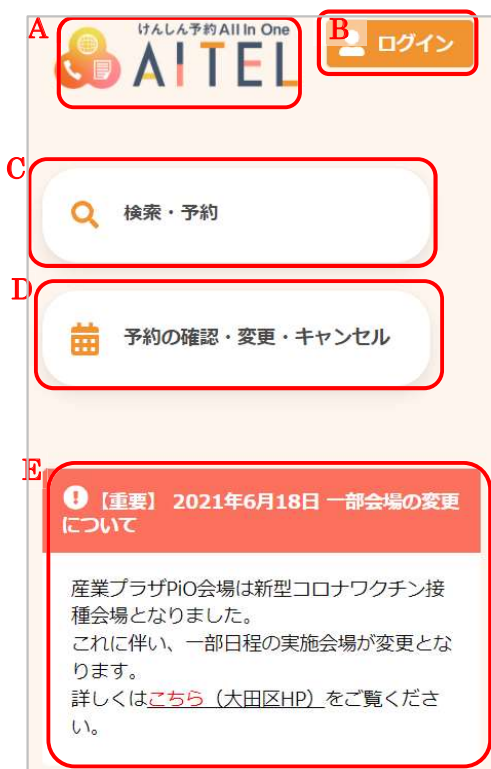 A
けんしん予約 All In One
AITEL
B
ログイン
C
検索・予約
D
予約の確認・変更・キャンセル
E
【重要】 2021年6月18日 一部会場の変更
について
産業プラザPiO会場は新型コロナワクチン接
種会場となりました。
これに伴い、一部日程の実施会場が変更とな
ります。
詳しくはこちら（大田区HP）をご覧くださ
い。